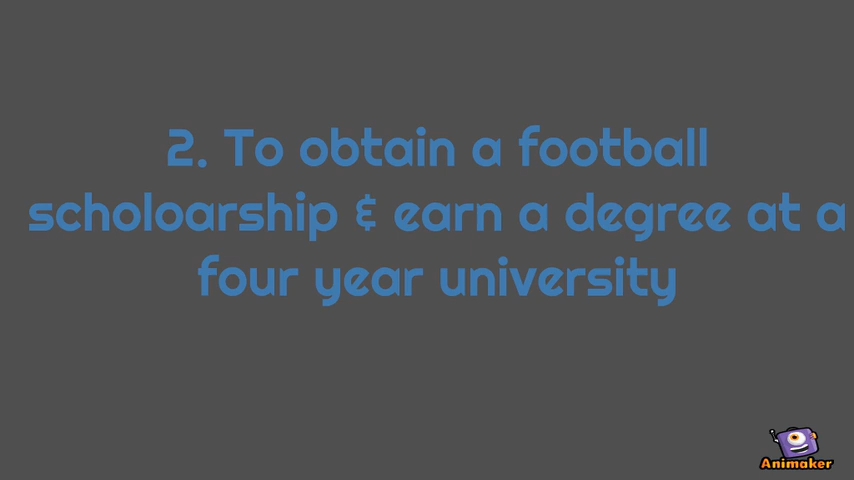 2. To obtain a football
scholoarship & earn a degree at a
four year university
Animaker